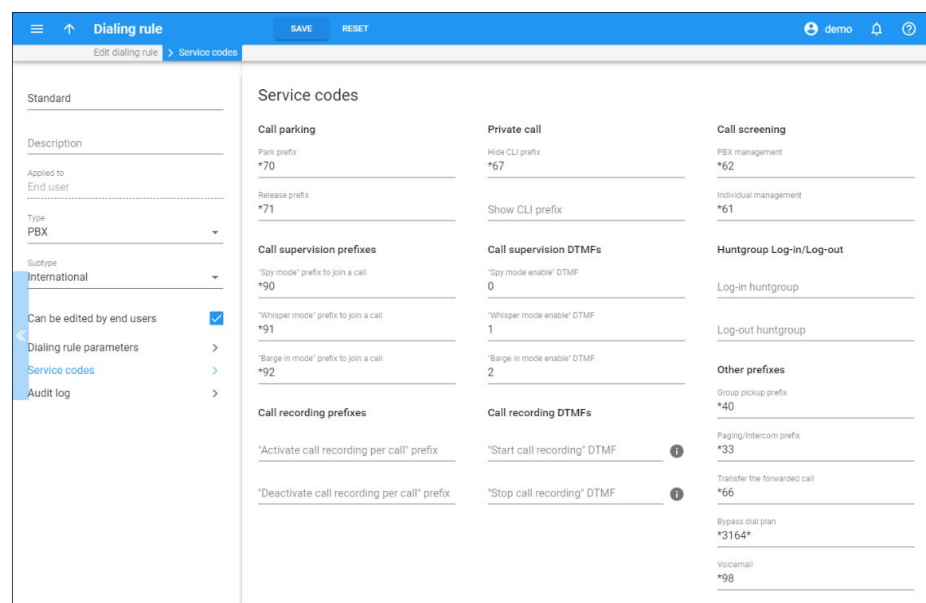 Dialing rule SAVE RESET demo
Edit dialing rule > Service codes
Standard
Description
Applied to
End user
Type
PBX
Subtype
International
Can be edited by end users
Dialing rule parameters
Service codes
Audit log
Service codes
Call parking
Park prefix
*70
Release prefix
*71
Call supervision prefixes
"Spy mode" prefix to join a call
*90
"Whisper mode" prefix to join a call
*91
"Barge in mode" prefix to join a call
*92
Call recording prefixes
"Activate call recording per call" prefix
"Deactivate call recording per call" prefix
Private call
Hide CLI prefix
*67
Show CLI prefix
Call supervision DTMFs
"Spy mode enable" DTMF
0
"Whisper mode enable" DTMF
1
"Barge in mode enable" DTMF
2
Call recording DTMFs
"Start call recording" DTMF
"Stop call recording" DTMF
Call screening
PBX management
*62
Individual management
*61
Huntgroup Log-in/Log-out
Log-in huntgroup
Log-out huntgroup
Other prefixes
Group pickup prefix
*40
Paging/Intercom prefix
*33
Transfer the forwarded call
*66
Bypass dial plan
*3164*
Voicemail
*98